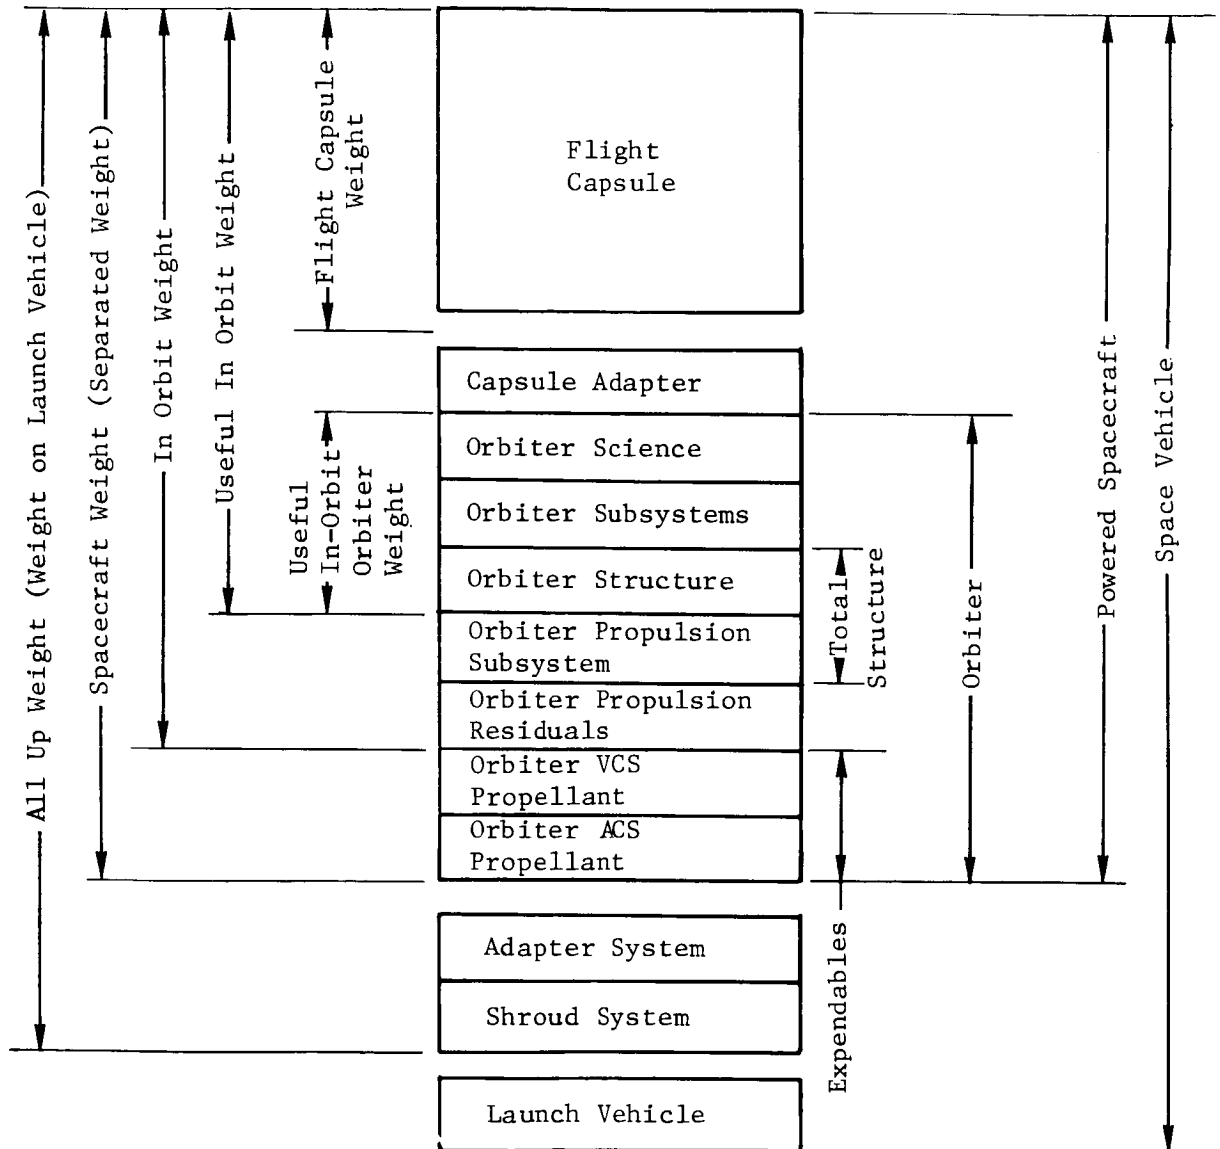 All Up Weight (Weight on Launch Vehicle)
Spacecraft Weight (Separated Weight)
In Orbit Weight
Useful In Orbit Weight
Flight Capsule
Weight
Useful
In-Orbit
Orbiter
Weight
Flight
Capsule
Capsule Adapter
Orbiter Science
Orbiter Subsystems
Orbiter Structure
Orbiter Propulsion
Subsystem
Orbiter Propulsion
Residuals
Orbiter VCS
Propellant
Orbiter ACS
Propellant
Adapter System
Shroud System
Launch Vehicle
Total
Structure
Expendables
Orbiter
Powered Spacecraft
Space Vehicle